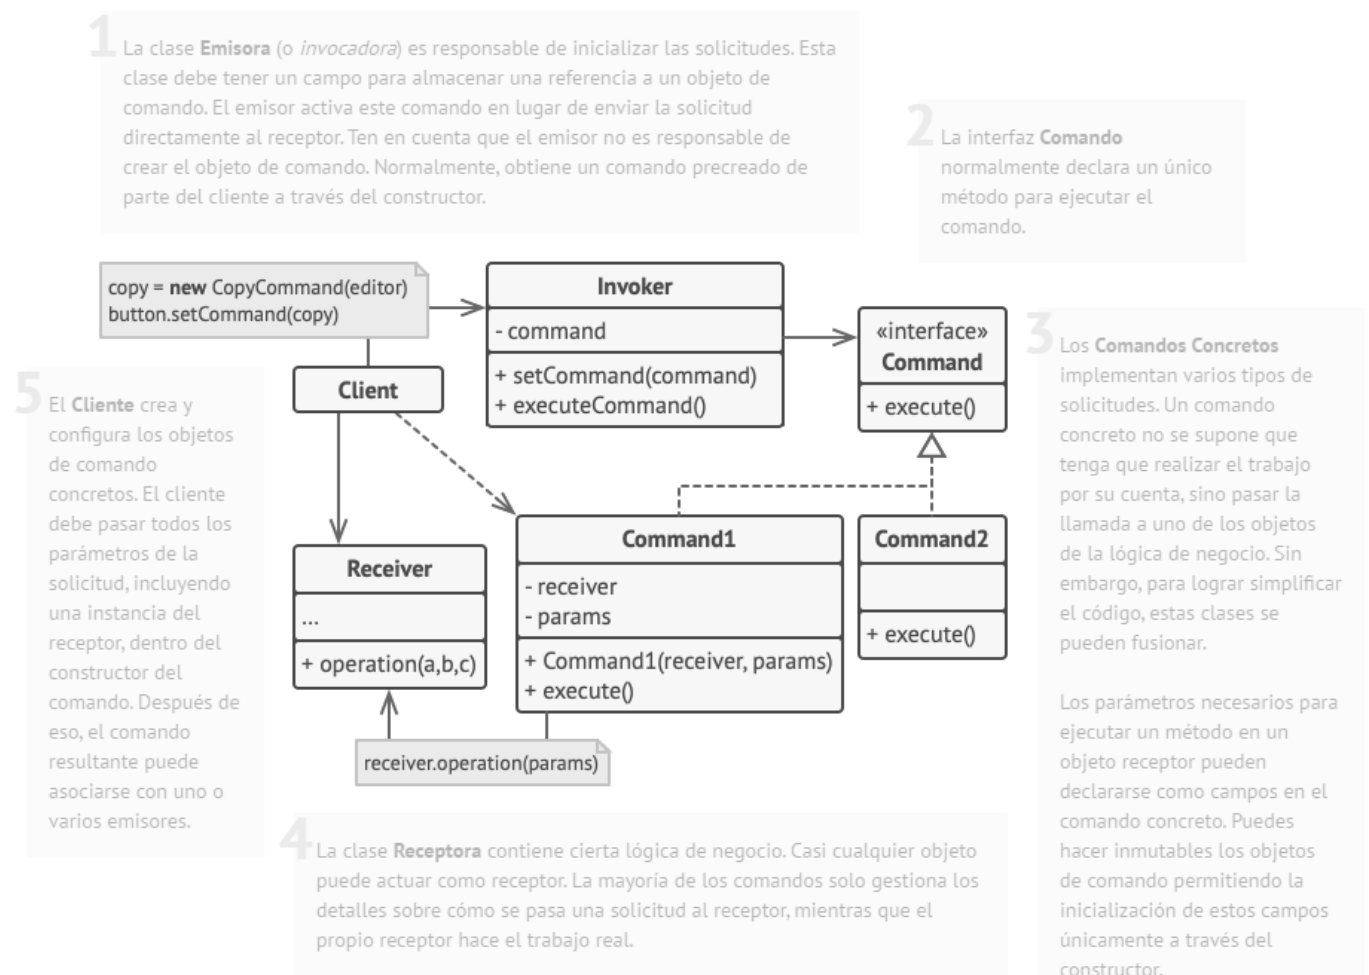 1
La clase Emisora (o invocadora) es responsable de inicializar las solicitudes. Esta
clase debe tener un campo para almacenar una referencia a un objeto de
comando. El emisor activa este comando en lugar de enviar la solicitud
directamente al receptor. Ten en cuenta que el emisor no es responsable de
crear el objeto de comando. Normalmente, obtiene un comando precreado de
parte del cliente a través del constructor.
2
La interfaz Comando
normalmente declara un único
método para ejecutar el
comando.
copy = new CopyCommand(editor)
button.setCommand(copy)
Invoker
- command
+ setCommand(command)
+ executeCommand()
«interface»
Command
+ execute()
3
Los Comandos Concretos
implementan varios tipos de
solicitudes. Un comando
concreto no se supone que
tenga que realizar el trabajo
por su cuenta, sino pasar la
llamada a uno de los objetos
de la lógica de negocio. Sin
embargo, para lograr simplificar
el código, estas clases se
pueden fusionar.
Los parámetros necesarios para
ejecutar un método en un
objeto receptor pueden
declararse como campos en el
comando concreto. Puedes
hacer inmutables los objetos
de comando permitiendo la
inicialización de estos campos
únicamente a través del
constructor.
5
El Cliente crea y
configura los objetos
de comando
concretos. El cliente
debe pasar todos los
parámetros de la
solicitud, incluyendo
una instancia del
receptor, dentro del
constructor del
comando. Después de
eso, el comando
resultante puede
asociarse con uno o
varios emisores.
Client
Receiver
...
+ operation(a,b,c)
Command1
- receiver
- params
+ Command1(receiver, params)
+ execute()
Command2
+ execute()
receiver.operation(params)
4
La clase Receptora contiene cierta lógica de negocio. Casi cualquier objeto
puede actuar como receptor. La mayoría de los comandos solo gestiona los
detalles sobre cómo se pasa una solicitud al receptor, mientras que el
propio receptor hace el trabajo real.